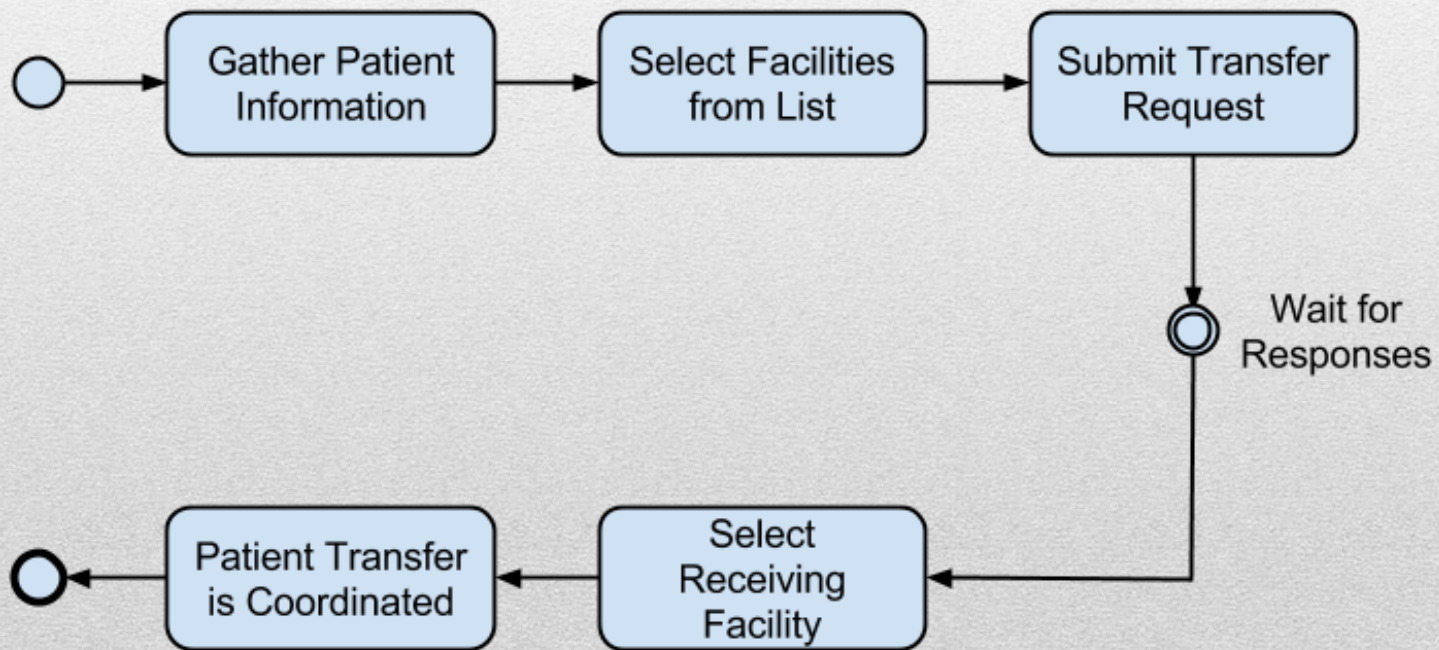 Gather Patient
Information
Select Facilities
from List
Submit Transfer
Request
Wait for
Responses
Select
Receiving
Facility
Patient Transfer
is Coordinated